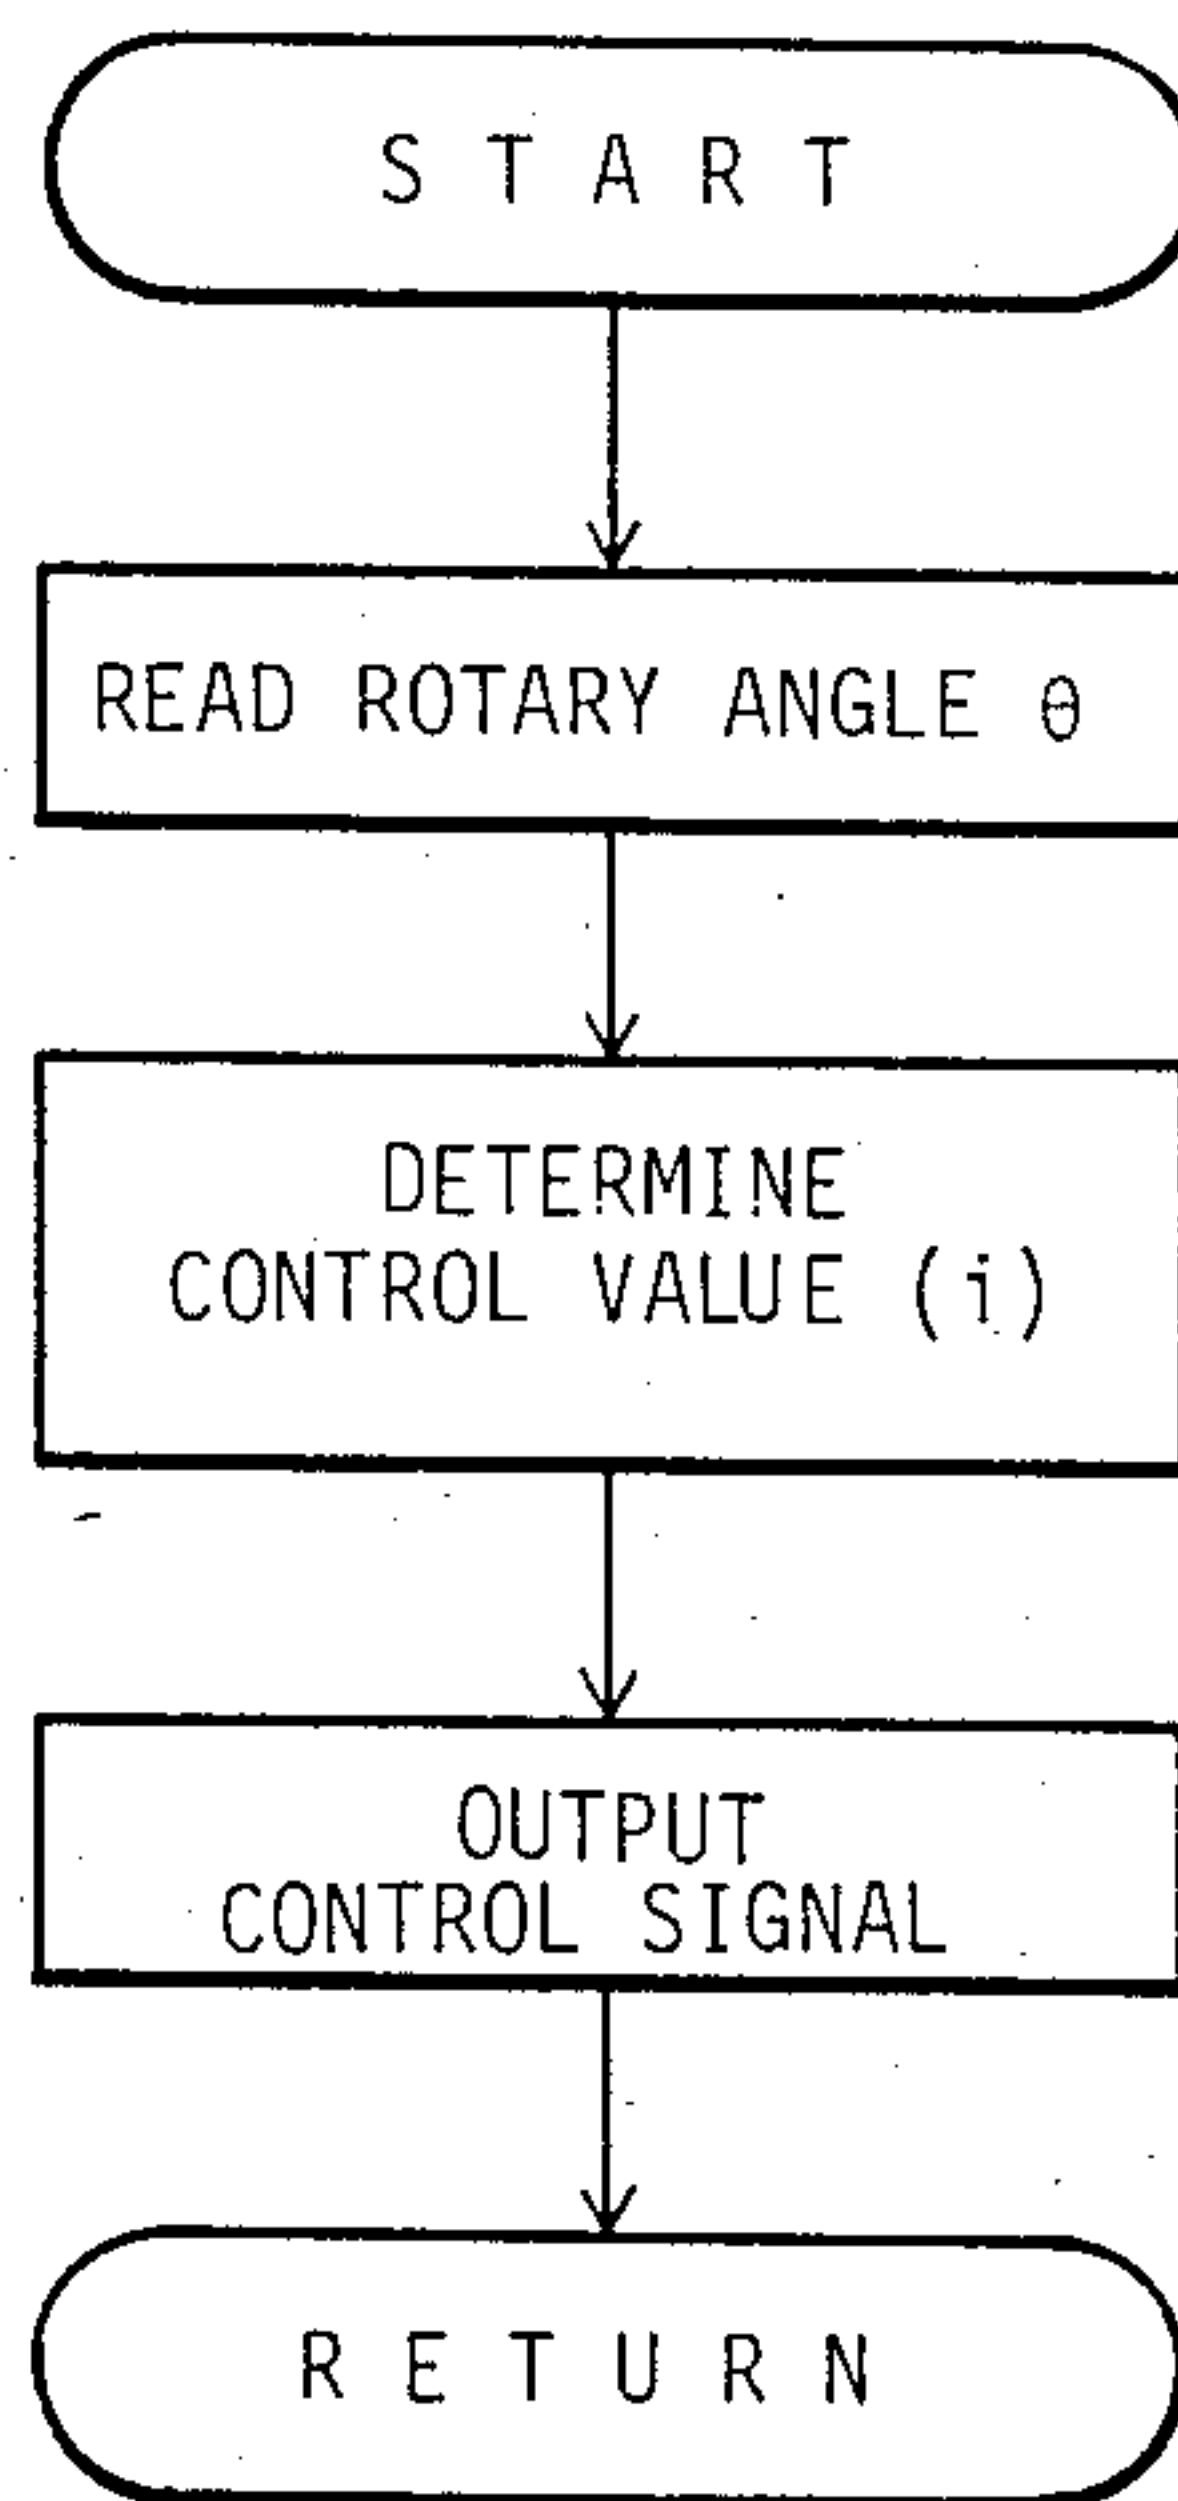 START
READ ROTARY ANGLE θ
DETERMINE
CONTROL VALUE (i)
OUTPUT
CONTROL SIGNAL
RETURN